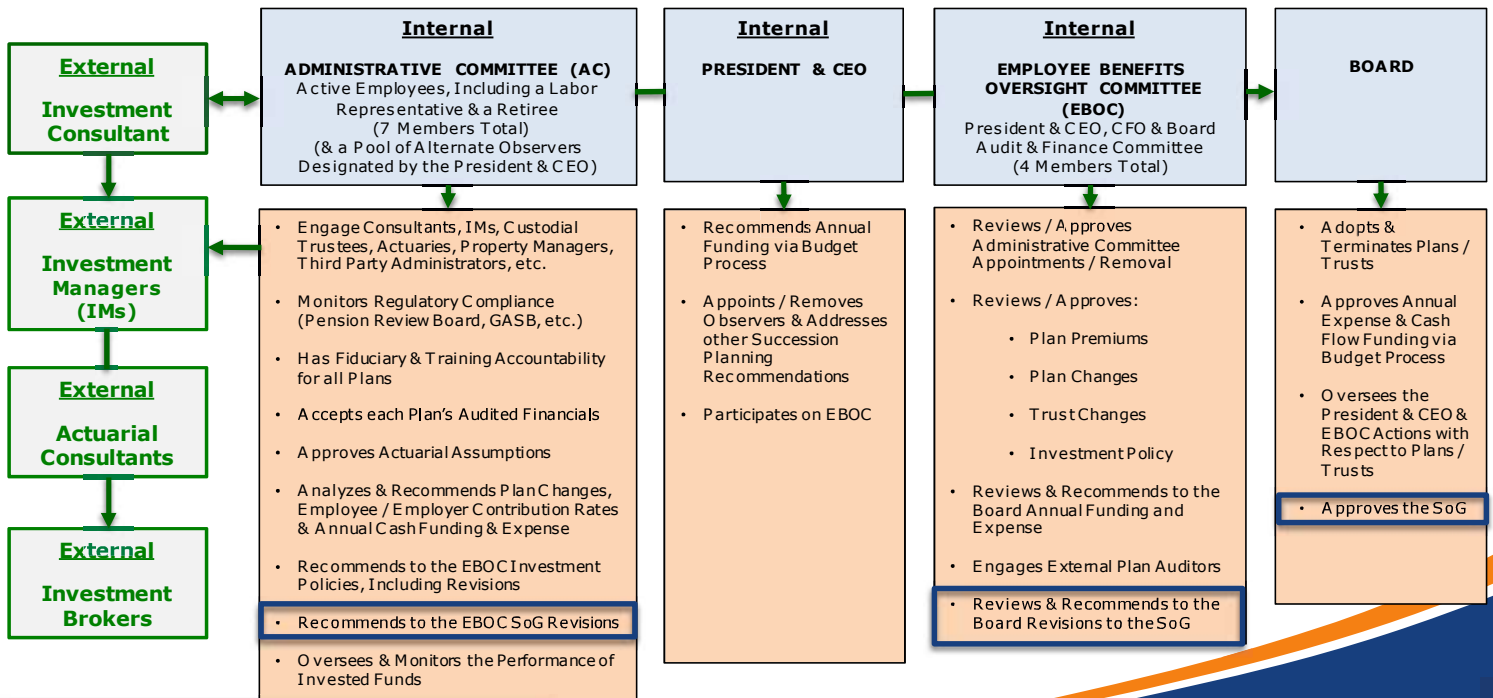 External
Investment
Consultant
External
Investment
Managers
(IMs)
External
Actuarial
Consultants
External
Investment
Brokers
Internal
ADMINISTRATIVE COMMITTEE (AC)
Active Employees, Including a Labor
Representative & a Retiree
(7 Members Total)
(& a Pool of Alternate Observers
Designated by the President & CEO)
• Engage Consultants, IMs, Custodial
Trustees, Actuaries, Property Managers,
Third Party Administrators, etc.
• Monitors Regulatory Compliance
(Pension Review Board, GASB, etc.)
• Has Fiduciary & Training Accountability
for all Plans
• Accepts each Plan's Audited Financials
• Approves Actuarial Assumptions
• Analyzes & Recommends Plan Changes,
Employee / Employer Contribution Rates
& Annual Cash Funding & Expense
• Recommends to the EBOC Investment
Policies, Including Revisions
• Recommends to the EBOC SoG Revisions
• Oversees & Monitors the Performance of
Invested Funds
Internal
PRESIDENT & CEO
• Recommends Annual
Funding via Budget
Process
• Appoints / Removes
Observers & Addresses
other Succession
Planning
Recommendations
• Participates on EBOC
Internal
EMPLOYEE BENEFITS
OVERSIGHT COMMITTEE
(EBOC)
President & CEO, CFO & Board
Audit & Finance Committee
(4 Members Total)
• Reviews / Approves
Administrative Committee
Appointments / Removal
• Reviews / Approves:
• Plan Premiums
• Plan Changes
• Trust Changes
• Investment Policy
• Reviews & Recommends to the
Board Annual Funding and
Expense
• Engages External Plan Auditors
• Reviews & Recommends to the
Board Revisions to the SoG
BOARD
• Adopts &
Terminates Plans /
Trusts
• Approves Annual
Expense & Cash
Flow Funding via
Budget Process
• Oversees the
President & CEO &
EBOC Actions with
Respect to Plans /
Trusts
• Approves the SoG